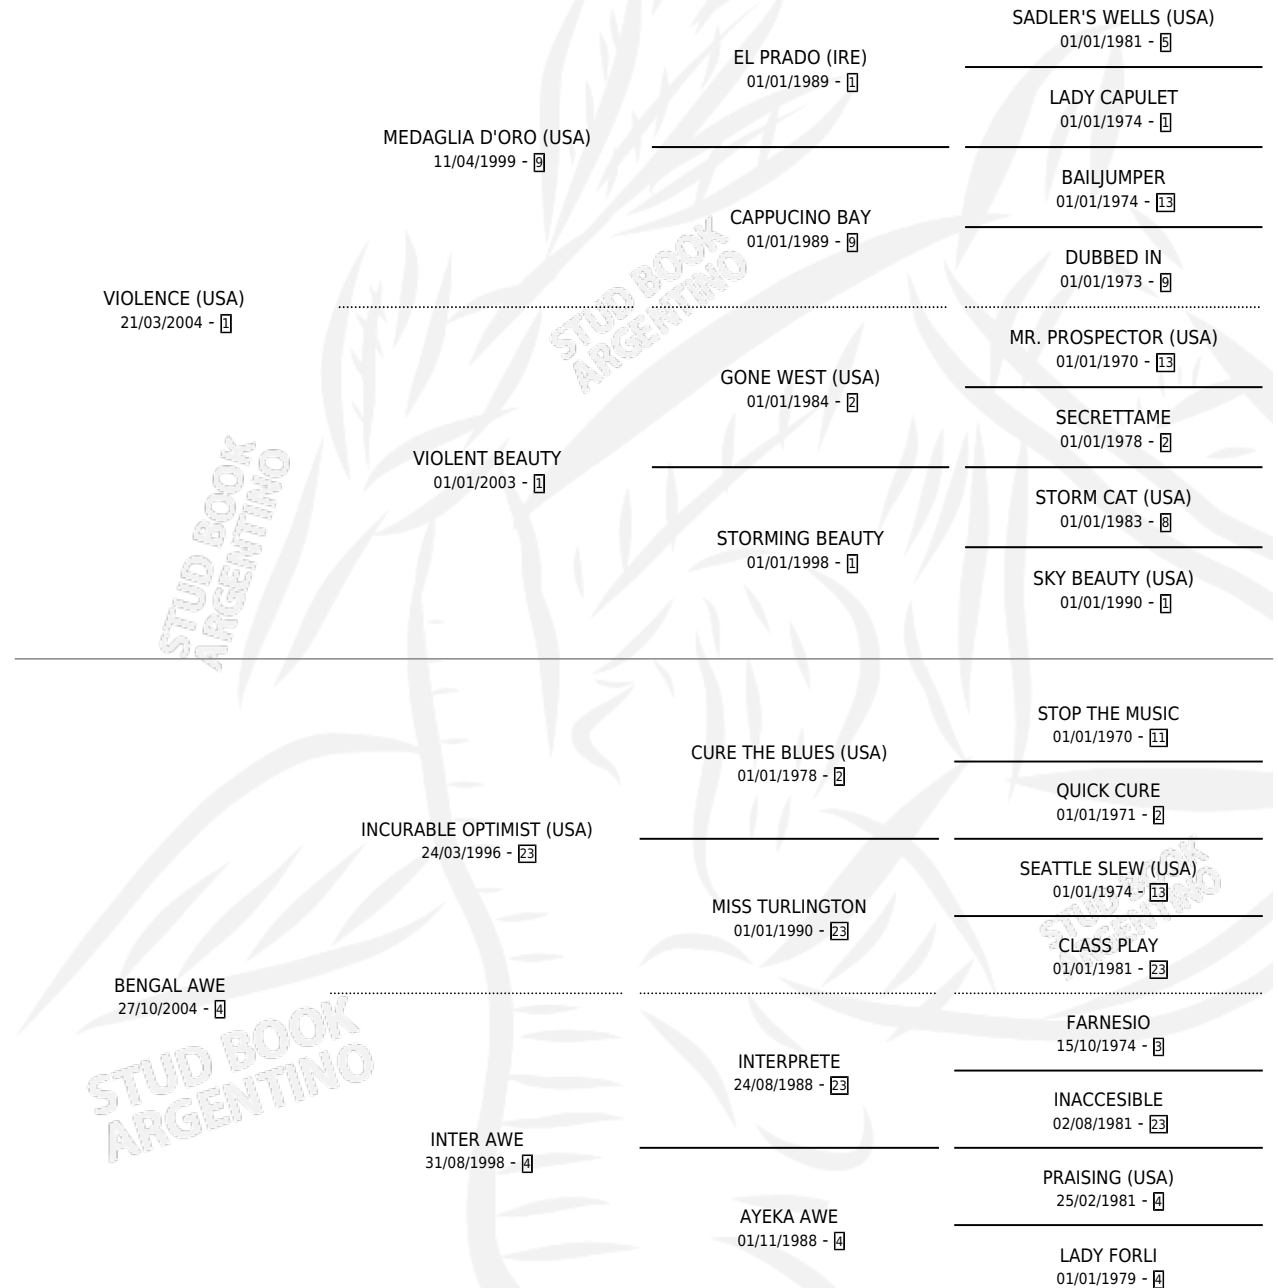 SADLER'S WELLS (USA)
01/01/1981 - 5
EL PRADO (IRE)
01/01/1989 - 1
LADY CAPULET
01/01/1974 - 1
MEDAGLIA D'ORO (USA)
11/04/1999 - 9
BAILJUMPER
01/01/1974 - 13
CAPPUCINO BAY
01/01/1989 - 9
DUBBED IN
01/01/1973 - 9
VIOLENCE (USA)
21/03/2004 - 1
STUD BOOK
ARGENTINO
MR. PROSPECTOR (USA)
01/01/1970 - 13
GONE WEST (USA)
01/01/1984 - 2
SECRETTAME
01/01/1978 - 2
VIOLENT BEAUTY
01/01/2003 - 1
STORM CAT (USA)
01/01/1983 - 8
STORMING BEAUTY
01/01/1998 - 1
SKY BEAUTY (USA)
01/01/1990 - 1
STUD BOOK
ARGENTINO
STOP THE MUSIC
01/01/1970 - 11
CURE THE BLUES (USA)
01/01/1978 - 2
QUICK CURE
01/01/1971 - 2
INCURABLE OPTIMIST (USA)
24/03/1996 - 23
SEATTLE SLEW (USA)
01/01/1974 - 13
MISS TURLINGTON
01/01/1990 - 23
CLASS PLAY
01/01/1981 - 23
STUD BOOK
ARGENTINO
BENGAL AWE
27/10/2004 - 4
STUD BOOK
ARGENTINO
FARNESIO
15/10/1974 - 3
INTERPRETE
24/08/1988 - 23
INACCESIBLE
02/08/1981 - 23
INTER AWE
31/08/1998 - 4
PRAISING (USA)
25/02/1981 - 4
AYEKA AWE
01/11/1988 - 4
LADY FORLI
01/01/1979 - 4